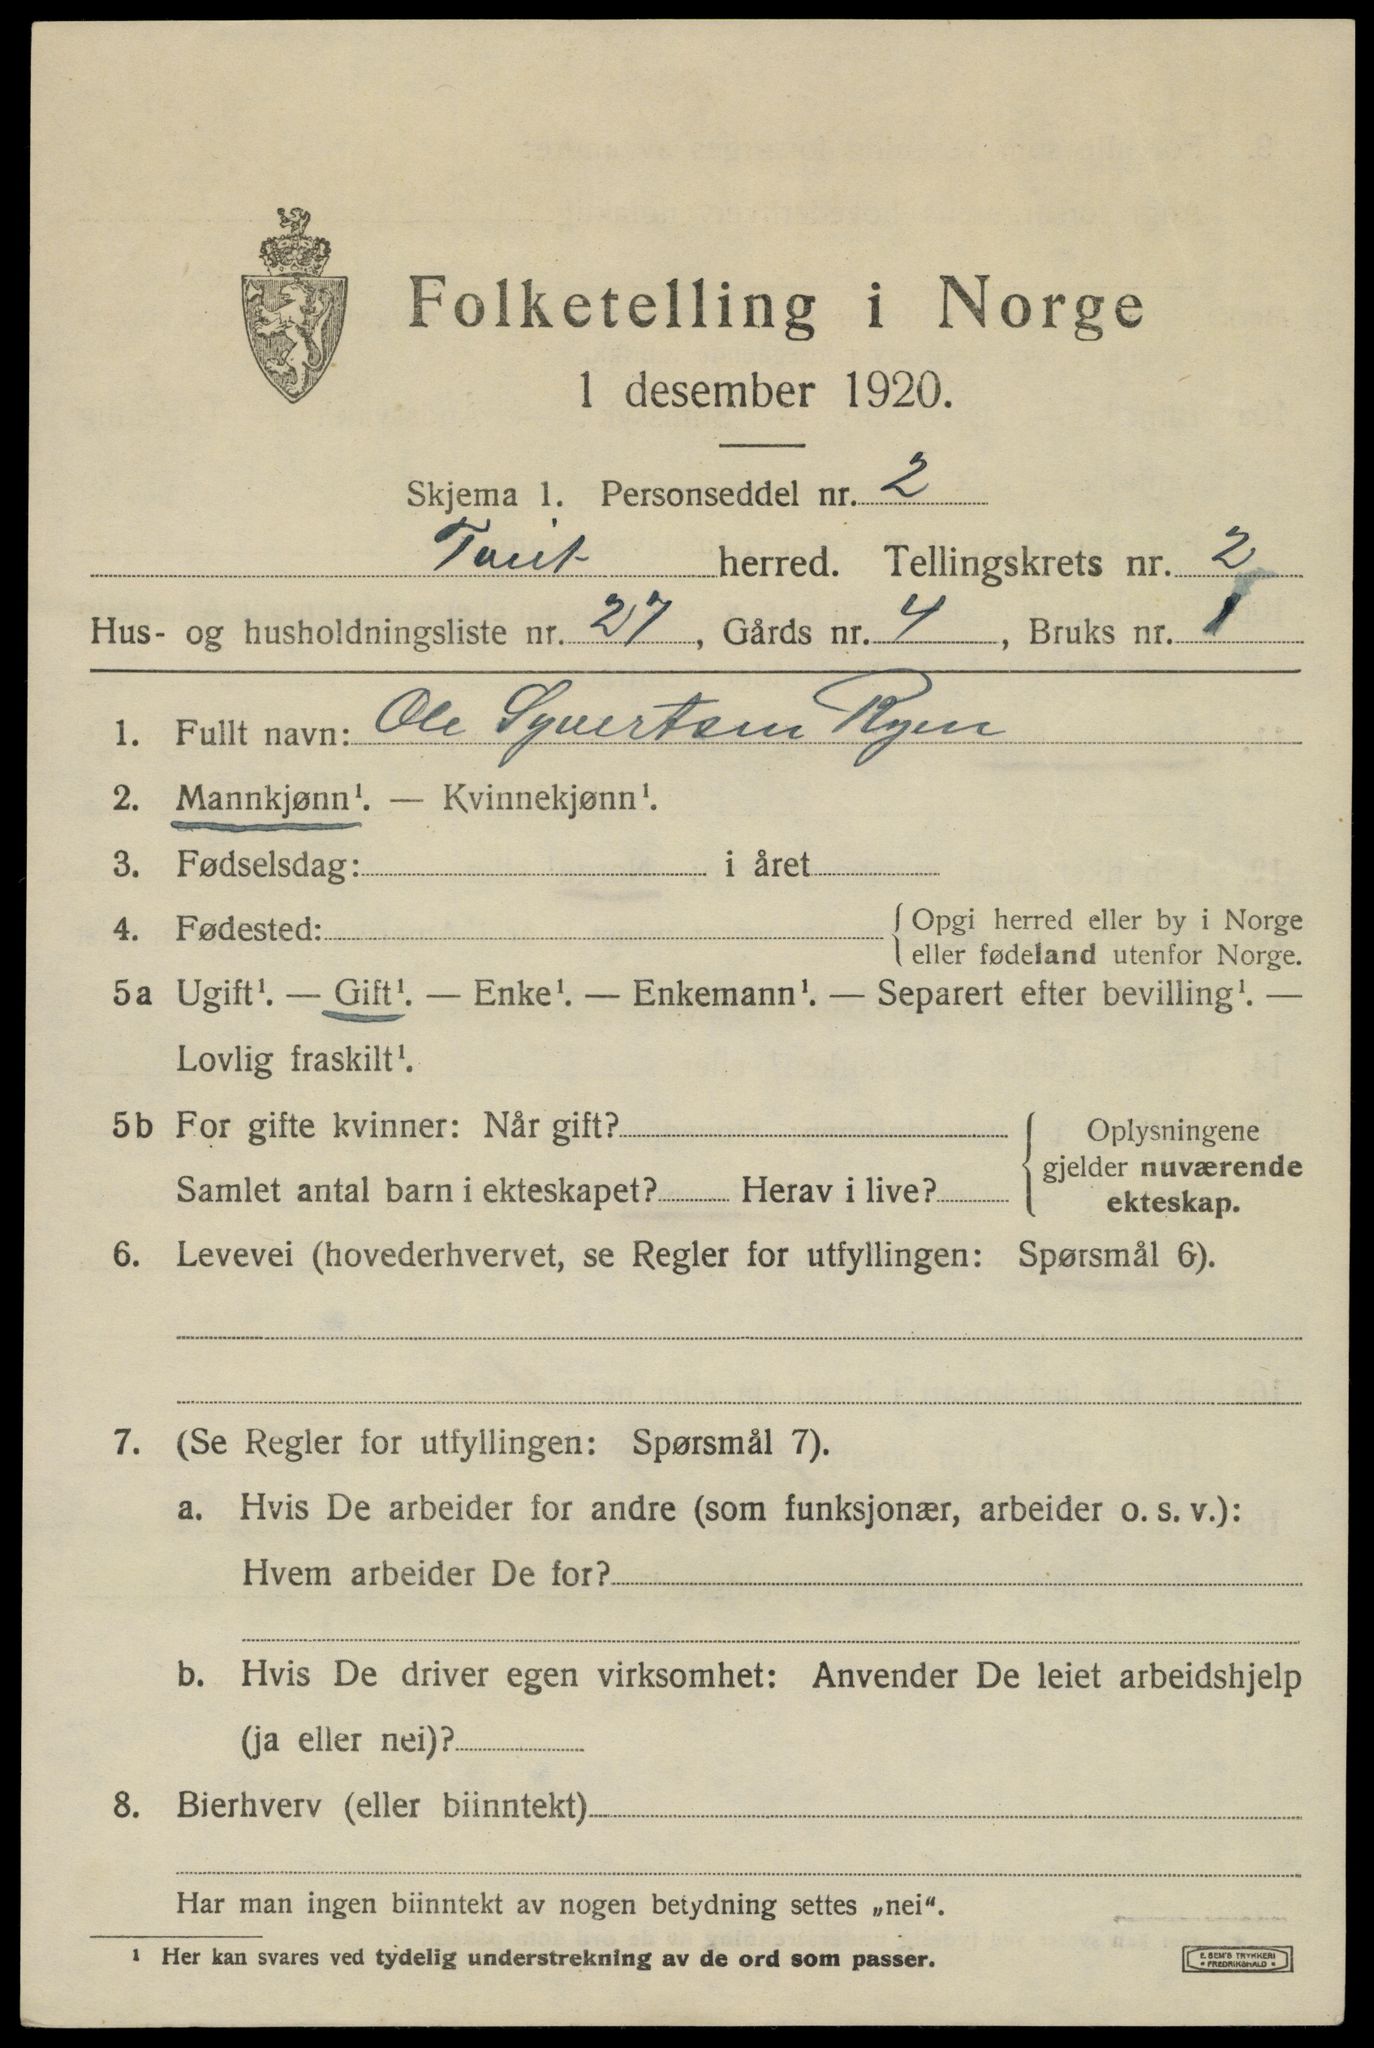 Folketelling i Norge
1 desember 1920.
Skjema 1. Personseddel nr. 2
herred. Tellingskrets nr. 2
Hus- og husholdningsliste nr. 27, Gårds nr. 4, Bruks nr. 1
1. Fullt navn: Ole Syvertsen Ryen
2. Mannkjønn¹. — Kvinnekjønn¹.
3. Fødselsdag: i året
4. Fødested: { Opgi herred eller by i Norge
eller fødeland utenfor Norge.
5a Ugift¹. — Gift¹. — Enke¹. — Enkemann¹. — Separert efter bevilling¹. —
Lovlig fraskilt¹.
5b For gifte kvinner: Når gift?
Samlet antal barn i ekteskapet? Herav i live?
{ Oplysningene
gjelder nuværende
ekteskap.
6. Levevei (hovederhvervet, se Regler for utfyllingen: Spørsmål 6).
7. (Se Regler for utfyllingen: Spørsmål 7).
a. Hvis De arbeider for andre (som funksjonær, arbeider o. s. v.):
Hvem arbeider De for?
b. Hvis De driver egen virksomhet: Anvender De leiet arbeidshjelp
(ja eller nei)?
8. Bierhverv (eller biinntekt)
Har man ingen biinntekt av nogen betydning settes „nei“.
¹ Her kan svares ved tydelig understrekning av de ord som passer.
E. SEM'S TRYKKERI
• FREDRIKSHALD •